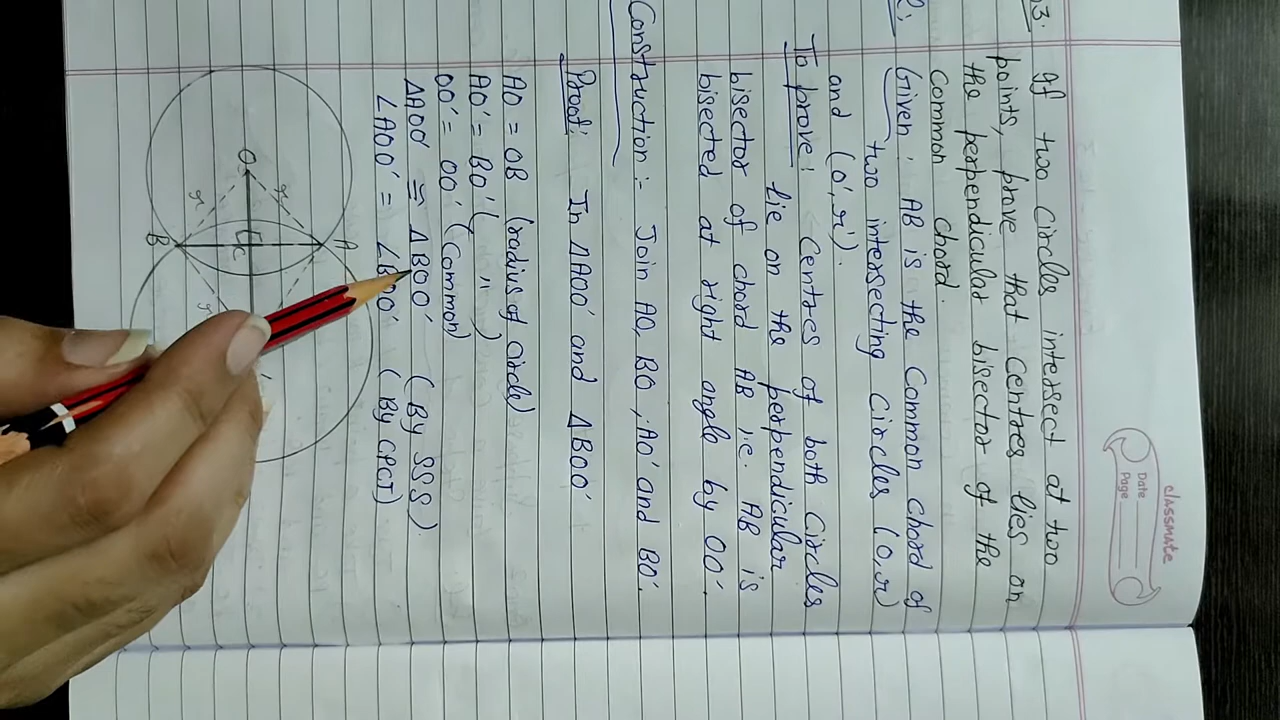 classmate
Date
Page
3. If two circles intersect at two
points, prove that centres lies on
the perpendicular bisector of the
common chord.
Given : AB is the common chord of
two intersecting circles (O,r)
and (O',r').
To prove: Centres of both circles
lie on the perpendicular
bisector of chord AB i.e. AB is
bisected at right angle by OO'.
Construction :- Join AO, BO, AO' and BO'.
Proof: In ΔAOO' and ΔBOO'
AO = OB (radius of circle)
AO' = BO' ( " )
OO' = OO' (Common)
ΔAOO' ≅ ΔBOO' (By SSS).
∠AOO' = ∠BOO' (By CPCT)
A
O
r
r
C
B
r'